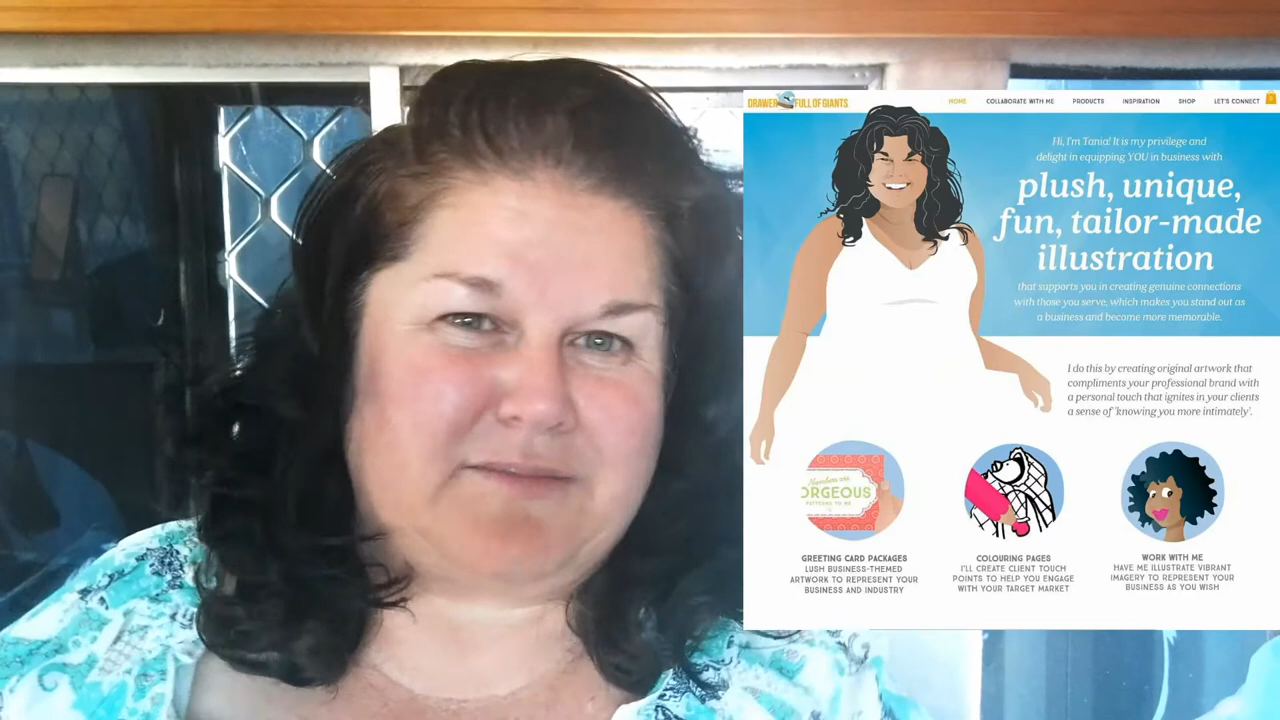 DRAWER FULL OF GIANTS
HOME COLLABORATE WITH ME PRODUCTS INSPIRATION SHOP LET'S CONNECT
Hi, I'm Tania! It is my privilege and
delight in equipping YOU in business with
plush, unique,
fun, tailor-made
illustration
that supports you in creating genuine connections
with those you serve, which makes you stand out as
a business and become more memorable.
I do this by creating original artwork that
compliments your professional brand with
a personal touch that ignites in your clients
a sense of 'knowing you more intimately'.
Numbers are
ORGEOUS
PATTERNS TO ME
GREETING CARD PACKAGES
LUSH BUSINESS-THEMED
ARTWORK TO REPRESENT YOUR
BUSINESS AND INDUSTRY
COLOURING PAGES
I'LL CREATE CLIENT TOUCH
POINTS TO HELP YOU ENGAGE
WITH YOUR TARGET MARKET
WORK WITH ME
HAVE ME ILLUSTRATE VIBRANT
IMAGERY TO REPRESENT YOUR
BUSINESS AS YOU WISH